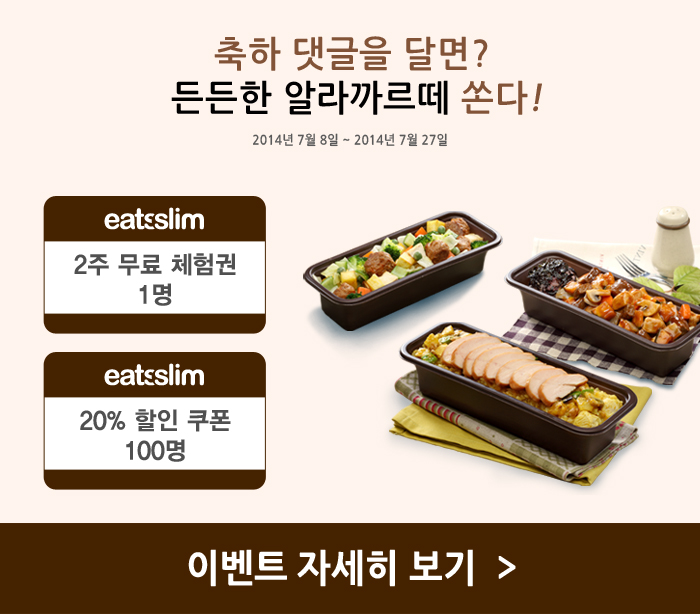 축하 댓글을 달면?
든든한 알라까르떼 쏜다!
2014년 7월 8일 ~ 2014년 7월 27일
eatsslim
2주 무료 체험권
1명
eatsslim
20% 할인 쿠폰
100명
이벤트 자세히 보기 >